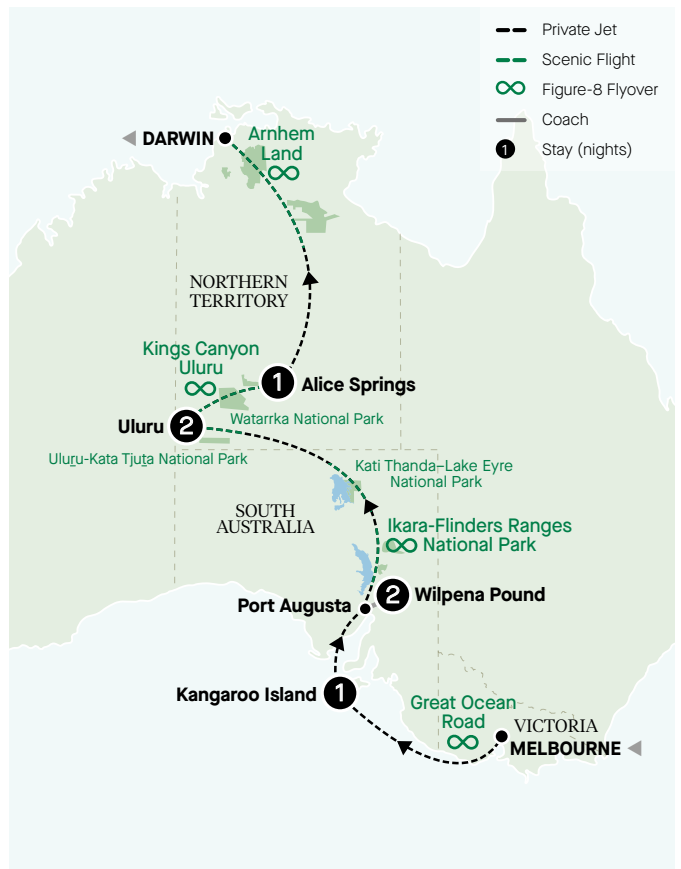 Private Jet
Scenic Flight
Figure-8 Flyover
Coach
1 Stay (nights)
DARWIN
Arnhem
Land
NORTHERN
TERRITORY
Kings Canyon
Uluru
1 Alice Springs
Watarrka National Park
Uluru 2
Uluṟu-Kata Tjuṯa National Park
Kati Thanda–Lake Eyre
National Park
SOUTH
AUSTRALIA
Ikara-Flinders Ranges
National Park
2 Wilpena Pound
Port Augusta
Kangaroo Island 1
Great Ocean
Road
VICTORIA
MELBOURNE